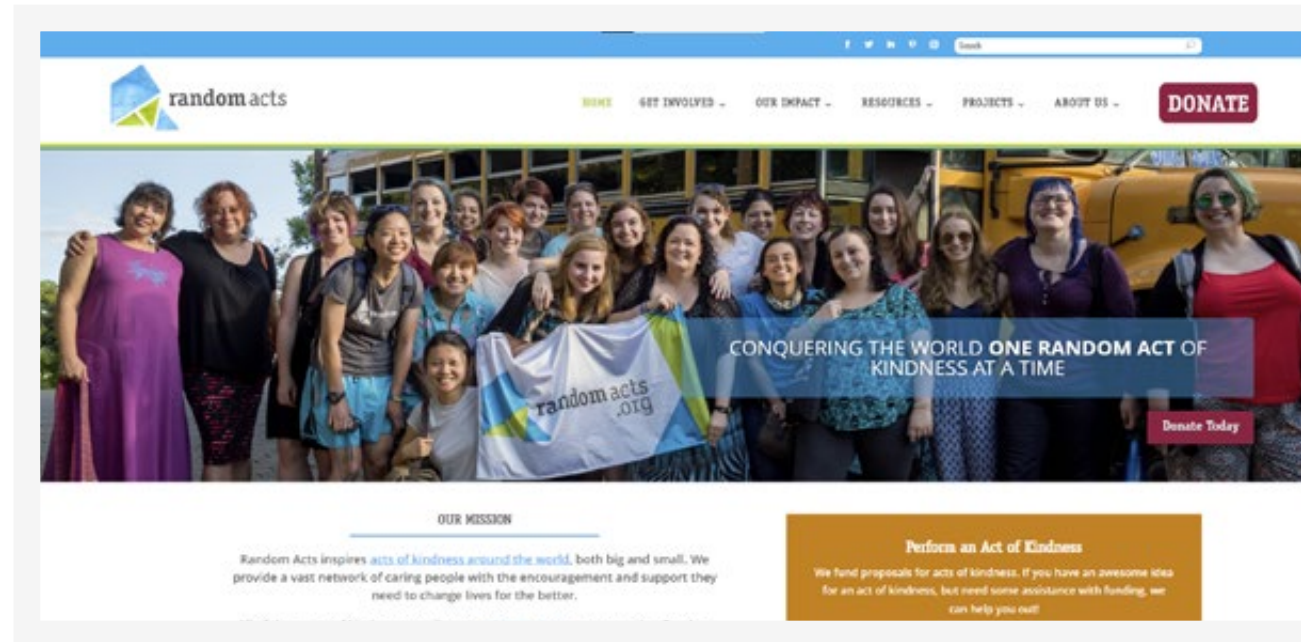 Search
random acts
HOME GET INVOLVED OUR IMPACT RESOURCES PROJECTS ABOUT US DONATE
CONQUERING THE WORLD ONE RANDOM ACT OF
KINDNESS AT A TIME
random acts
.org
Donate Today
OUR MISSION
Random Acts inspires acts of kindness around the world, both big and small. We
provide a vast network of caring people with the encouragement and support they
need to change lives for the better.
Perform an Act of Kindness
We fund proposals for acts of kindness. If you have an awesome idea
for an act of kindness, but need some assistance with funding, we
can help you out!